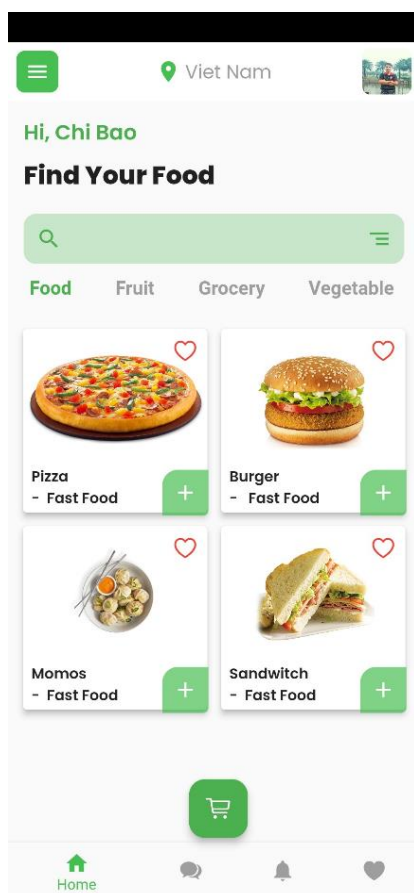 Viet Nam
Hi, Chi Bao
Find Your Food
Food Fruit Grocery Vegetable
Pizza
- Fast Food
Burger
- Fast Food
Momos
- Fast Food
Sandwitch
- Fast Food
Home